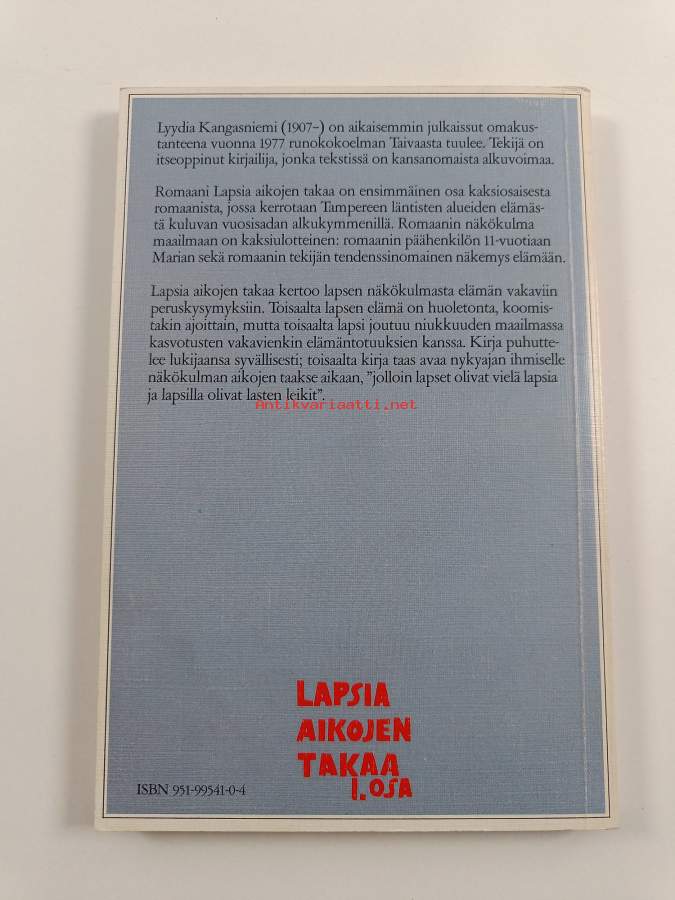 Lyydia Kangasniemi (1907–) on aikaisemmin julkaissut omakus-
tanteena vuonna 1977 runokokoelman Taivaasta tuulee. Tekijä on
itseoppinut kirjailija, jonka tekstissä on kansanomaista alkuvoimaa.
Romaani Lapsia aikojen takaa on ensimmäinen osa kaksiosaisesta
romaanista, jossa kerrotaan Tampereen läntisten alueiden elämäs-
tä kuluvan vuosisadan alkukymmenillä. Romaanin näkökulma
maailmaan on kaksiulotteinen: romaanin päähenkilön 11-vuotiaan
Marian sekä romaanin tekijän tendenssinomainen näkemys elämään.
Lapsia aikojen takaa kertoo lapsen näkökulmasta elämän vakaviin
peruskysymyksiin. Toisaalta lapsen elämä on huoletonta, koomis-
takin ajoittain, mutta toisaalta lapsi joutuu niukkuuden maailmassa
kasvotusten vakavienkin elämäntotuuksien kanssa. Kirja puhutte-
lee lukijaansa syvällisesti; toisaalta kirja taas avaa nykyajan ihmiselle
näkökulman aikojen taakse aikaan, ”jolloin lapset olivat vielä lapsia
ja lapsilla olivat lasten leikit”.
Antikvariaatti.net
LAPSIA
AIKOJEN
TAKAA
I. OSA
ISBN 951-99541-0-4